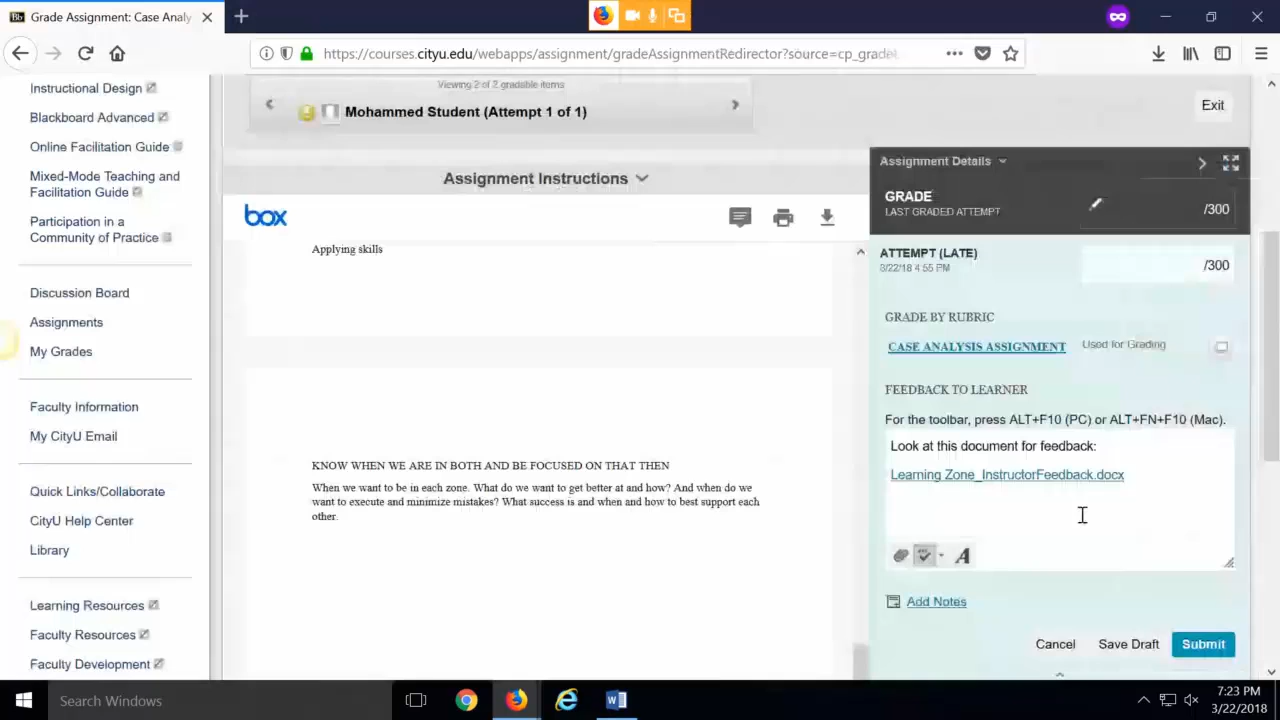 Bb Grade Assignment: Case Analy
https://courses.cityu.edu/webapps/assignment/gradeAssignmentRedirector?source=cp_grade
Instructional Design
Blackboard Advanced
Online Facilitation Guide
Mixed-Mode Teaching and
Facilitation Guide
Participation in a
Community of Practice
Discussion Board
Assignments
My Grades
Faculty Information
My CityU Email
Quick Links/Collaborate
CityU Help Center
Library
Learning Resources
Faculty Resources
Faculty Development
Viewing 2 of 2 gradable items
Mohammed Student (Attempt 1 of 1)
Exit
Assignment Instructions
box
Applying skills
KNOW WHEN WE ARE IN BOTH AND BE FOCUSED ON THAT THEN
When we want to be in each zone. What do we want to get better at and how? And when do we
want to execute and minimize mistakes? What success is and when and how to best support each
other.
Assignment Details
GRADE
LAST GRADED ATTEMPT
/300
ATTEMPT (LATE)
3/22/18 4:55 PM
/300
GRADE BY RUBRIC
CASE ANALYSIS ASSIGNMENT
Used for Grading
FEEDBACK TO LEARNER
For the toolbar, press ALT+F10 (PC) or ALT+FN+F10 (Mac).
Look at this document for feedback:
Learning Zone_InstructorFeedback.docx
Add Notes
Cancel
Save Draft
Submit
Search Windows
7:23 PM
3/22/2018